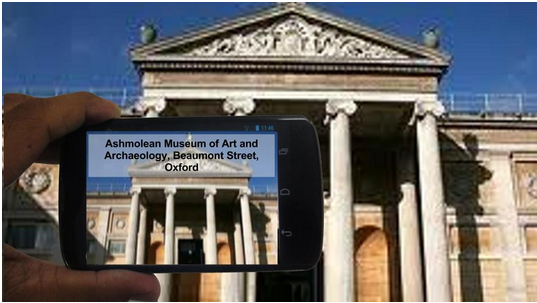 Ashmolean Museum of Art and
Archaeology, Beaumont Street,
Oxford